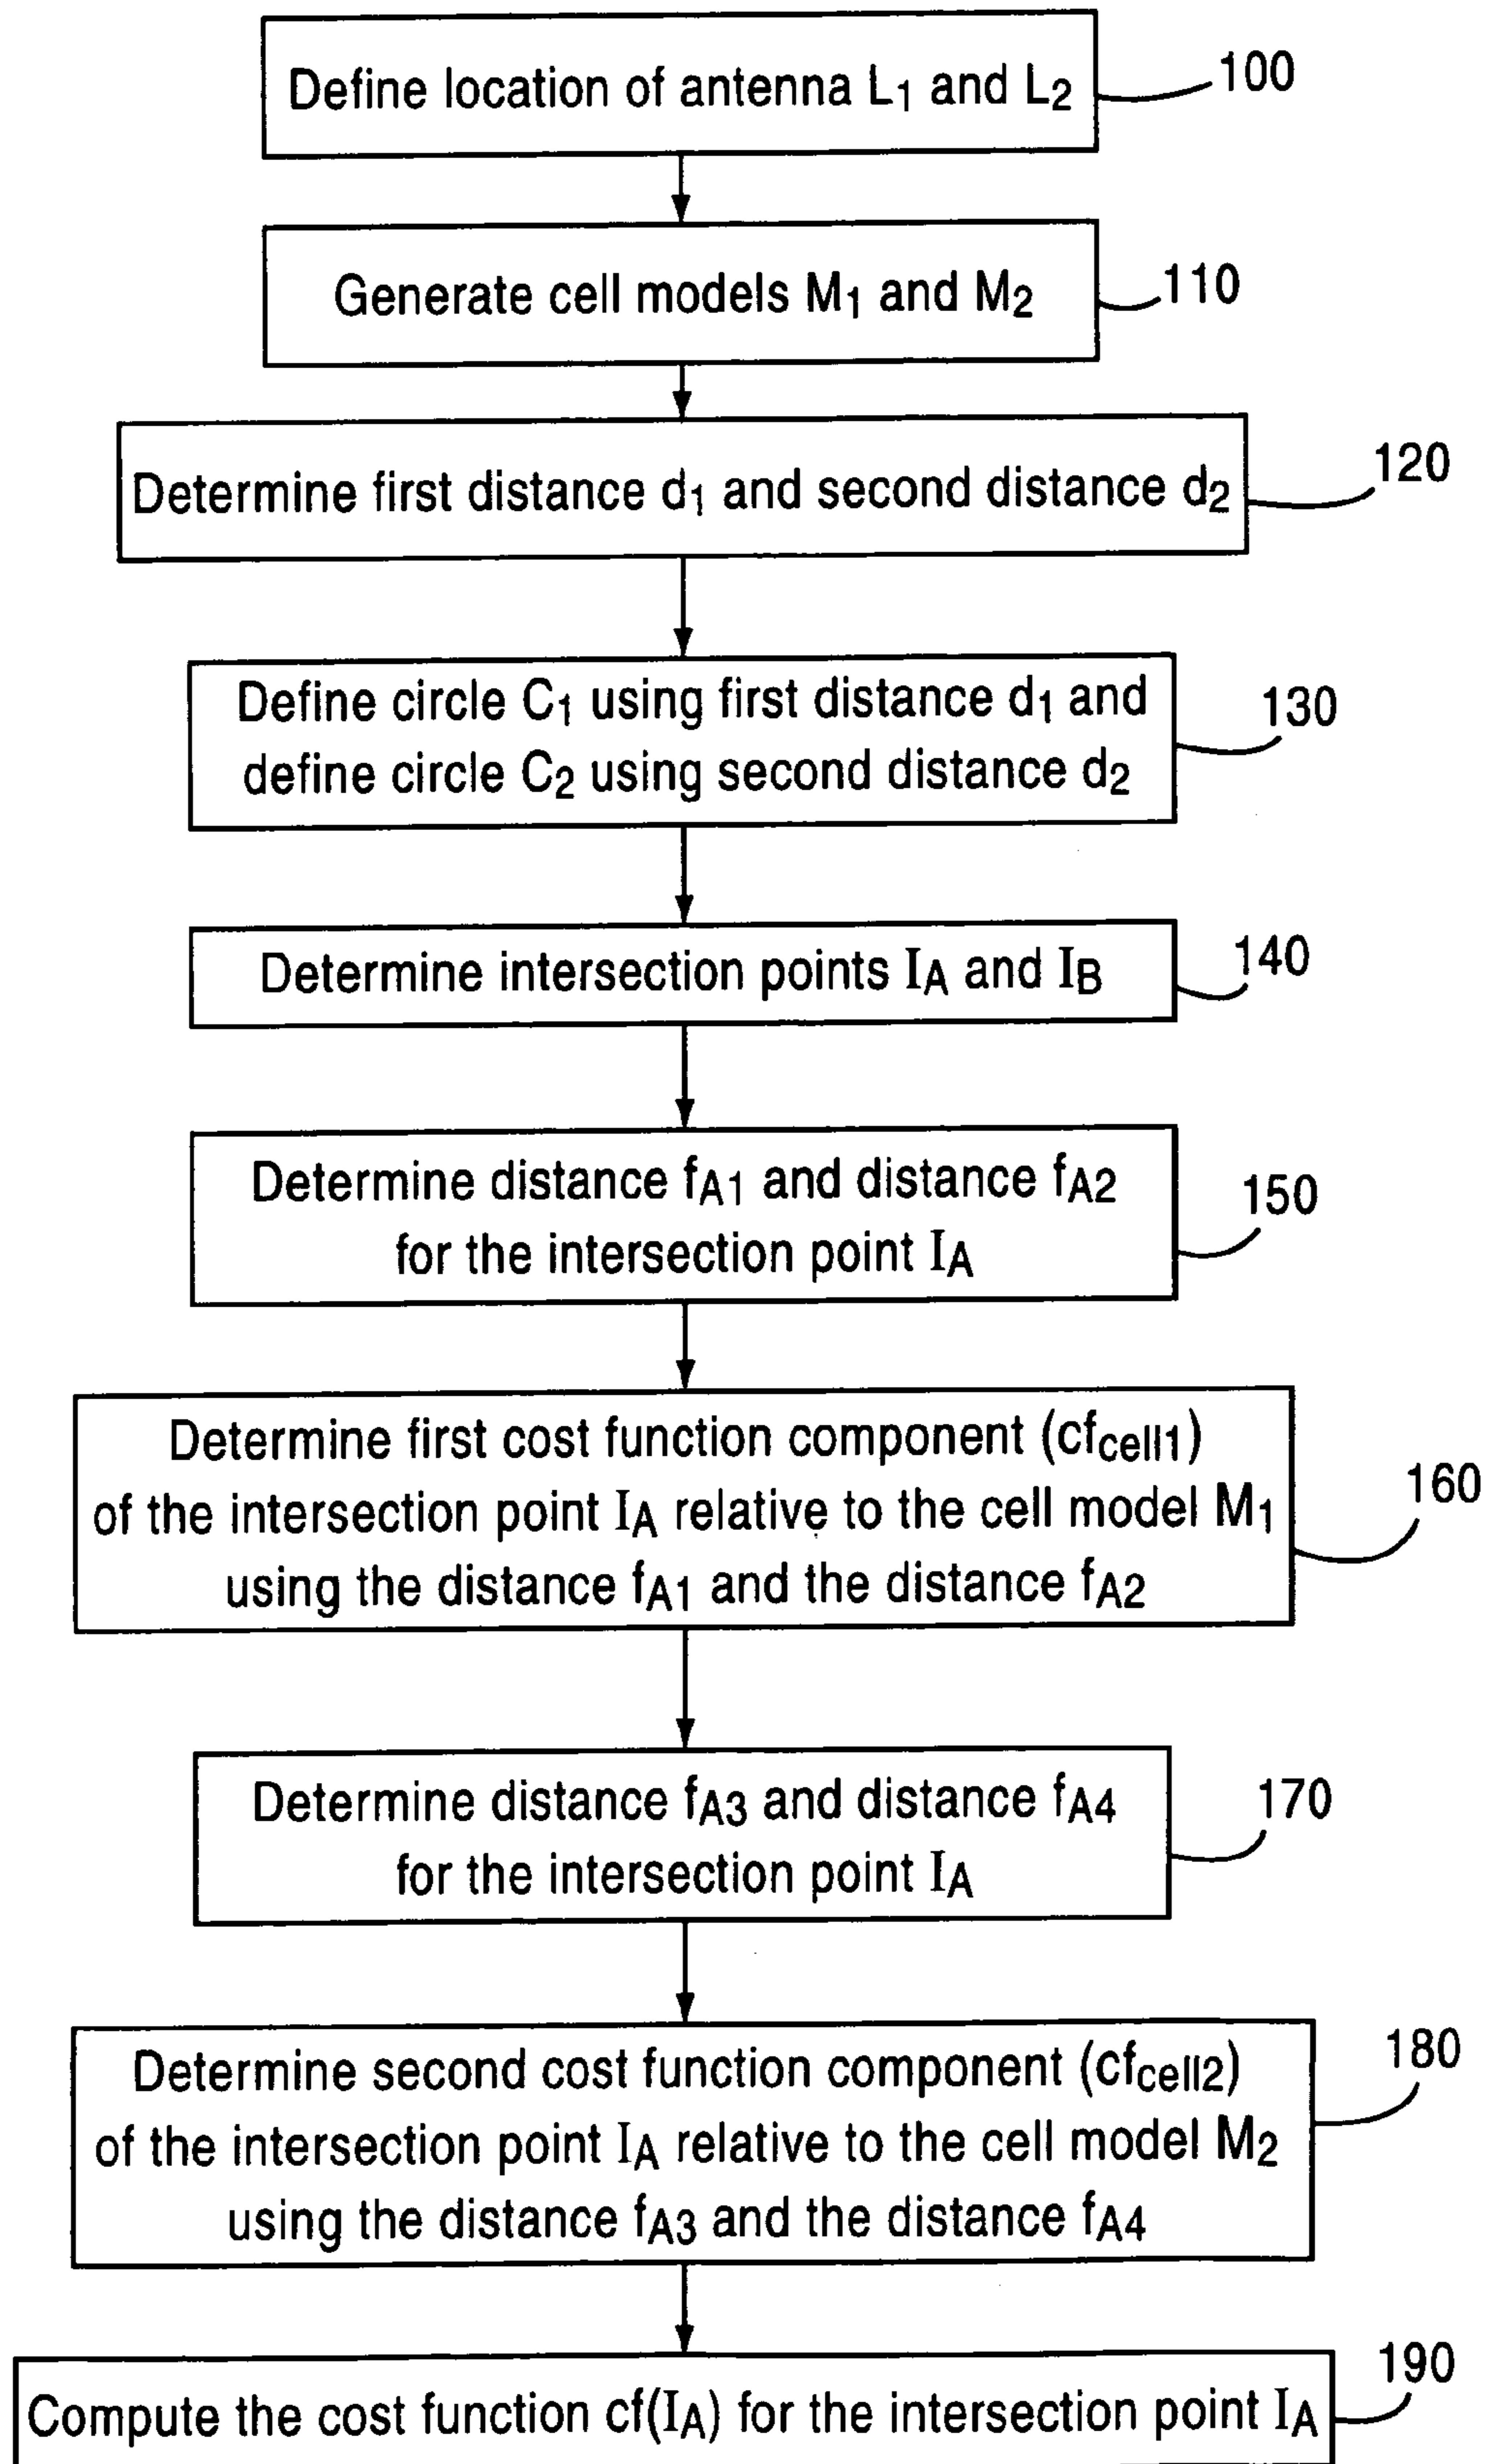 Define location of antenna L1 and L2
100
Generate cell models M1 and M2
110
Determine first distance d1 and second distance d2
120
Define circle C1 using first distance d1 and
define circle C2 using second distance d2
130
Determine intersection points IA and IB
140
Determine distance fA1 and distance fA2
for the intersection point IA
150
Determine first cost function component (cfcell1)
of the intersection point IA relative to the cell model M1
using the distance fA1 and the distance fA2
160
Determine distance fA3 and distance fA4
for the intersection point IA
170
Determine second cost function component (cfcell2)
of the intersection point IA relative to the cell model M2
using the distance fA3 and the distance fA4
180
Compute the cost function cf(IA) for the intersection point IA
190